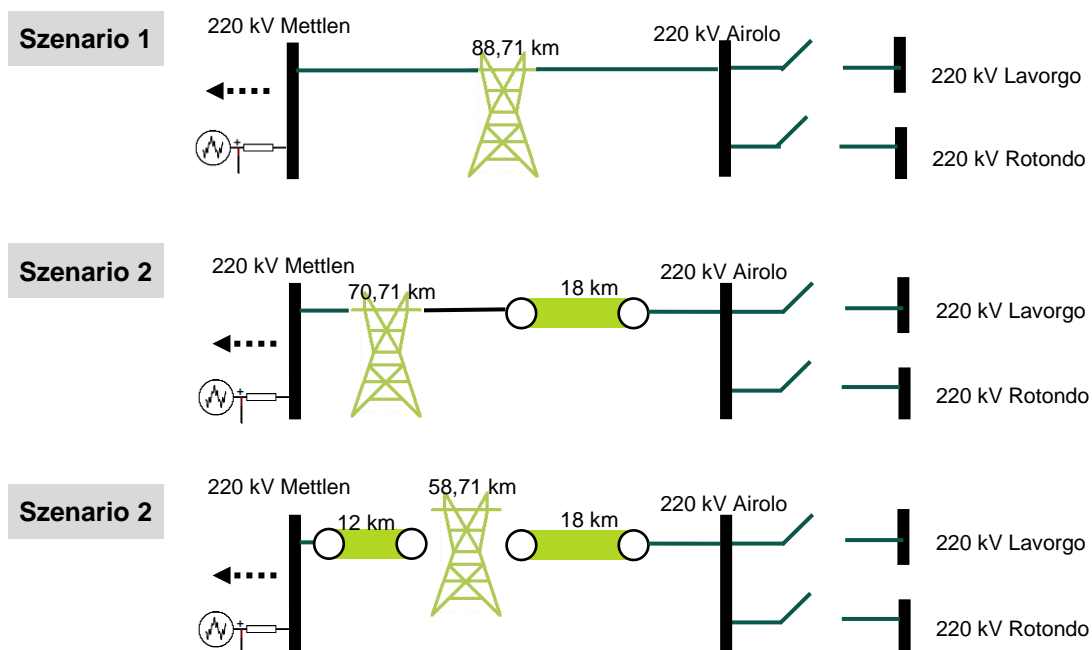 Szenario 1
220 kV Mettlen
88,71 km
220 kV Airolo
220 kV Lavorgo
+
220 kV Rotondo
Szenario 2
220 kV Mettlen
70,71 km
18 km
220 kV Airolo
220 kV Lavorgo
+
220 kV Rotondo
Szenario 2
220 kV Mettlen
12 km
58,71 km
18 km
220 kV Airolo
220 kV Lavorgo
+
220 kV Rotondo